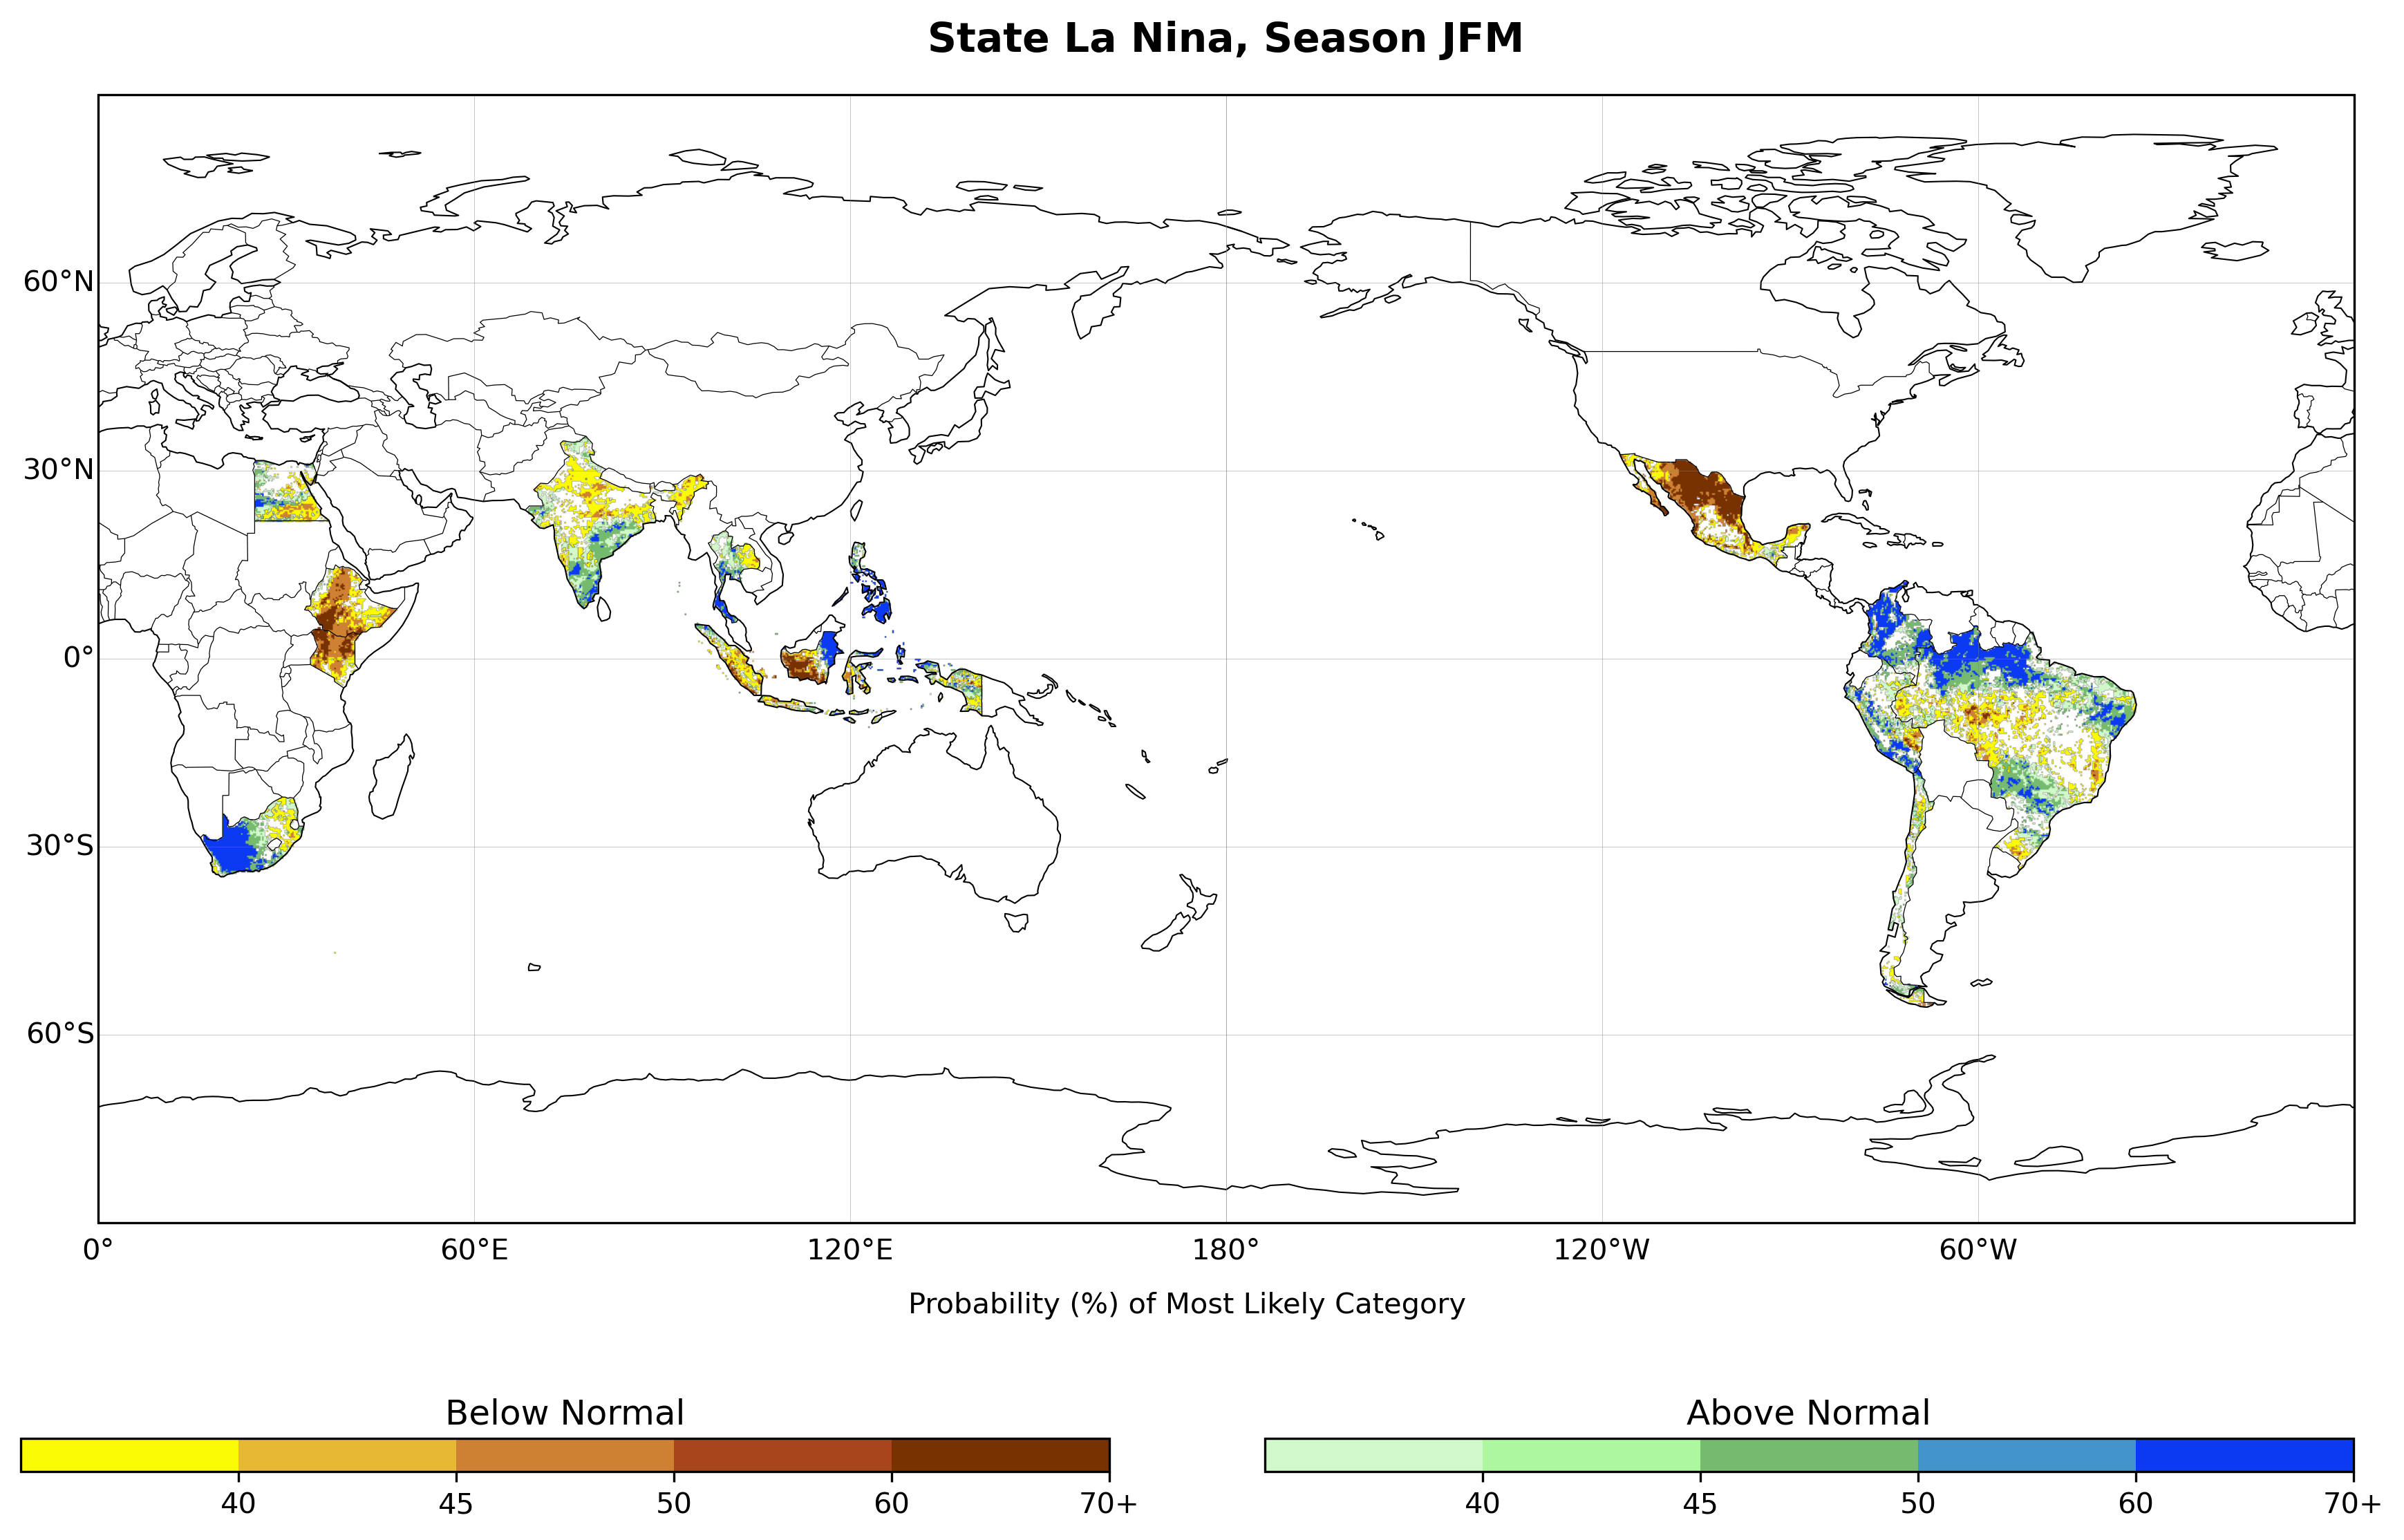 State La Nina, Season JFM
60°N
30°N
0°
30°S
60°S
0° 60°E 120°E 180° 120°W 60°W
Probability (%) of Most Likely Category
Below Normal Above Normal
40 45 50 60 70+ 40 45 50 60 70+